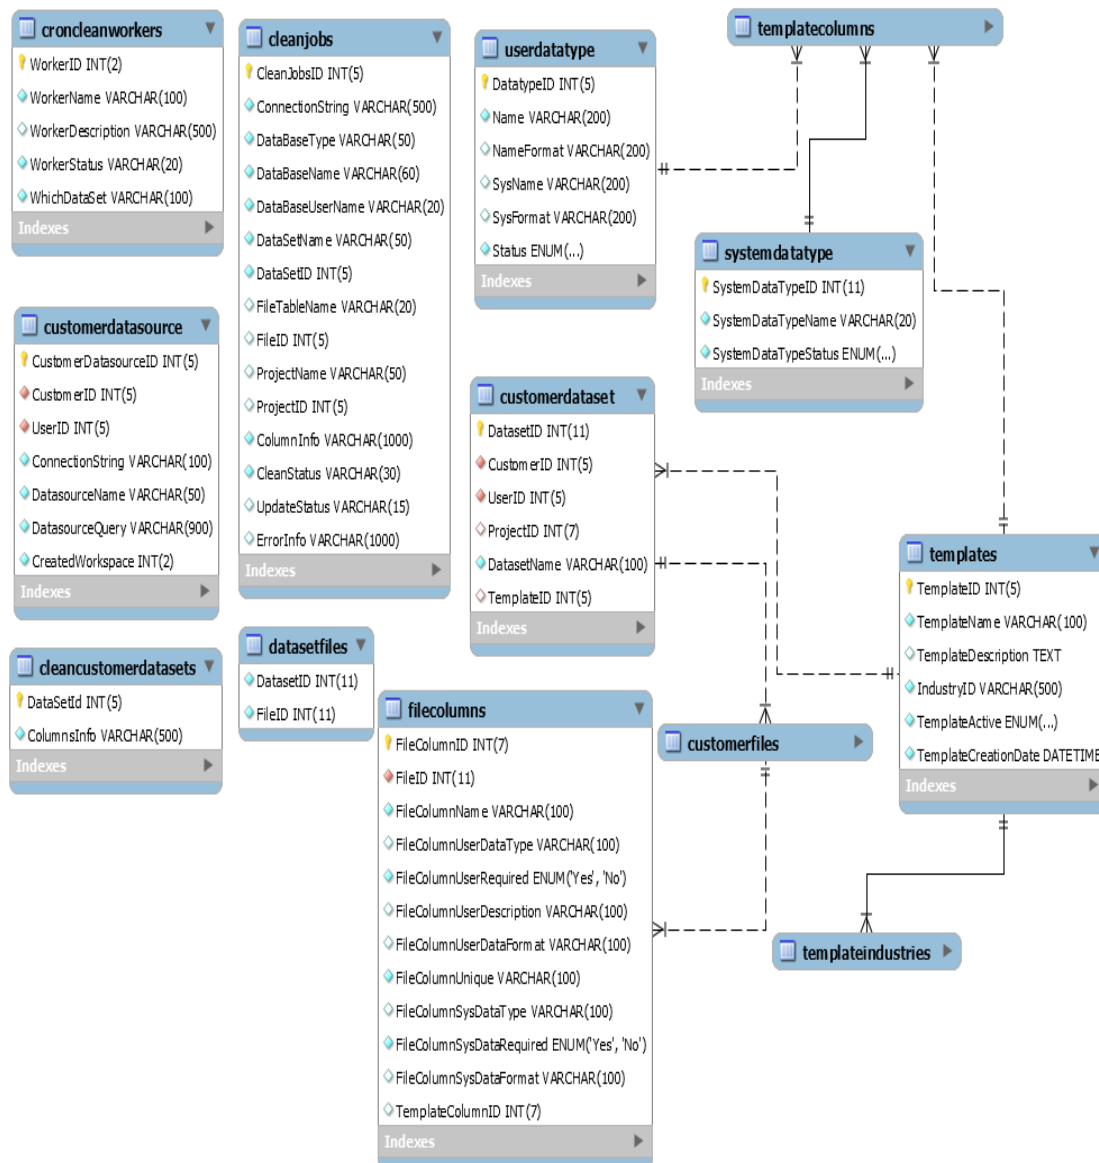 croncleanworkers
WorkerID INT(2)
WorkerName VARCHAR(100)
WorkerDescription VARCHAR(500)
WorkerStatus VARCHAR(20)
WhichDataSet VARCHAR(100)
Indexes
cleanjobs
CleanJobsID INT(5)
ConnectionString VARCHAR(500)
DataBaseType VARCHAR(50)
DataBaseName VARCHAR(60)
DataBaseUserName VARCHAR(20)
DataSetName VARCHAR(50)
DataSetID INT(5)
FileTableName VARCHAR(20)
FileID INT(5)
ProjectName VARCHAR(50)
ProjectID INT(5)
ColumnInfo VARCHAR(1000)
CleanStatus VARCHAR(30)
UpdateStatus VARCHAR(15)
ErrorInfo VARCHAR(1000)
Indexes
userdatatype
DatatypeID INT(5)
Name VARCHAR(200)
NameFormat VARCHAR(200)
SysName VARCHAR(200)
SysFormat VARCHAR(200)
Status ENUM(...)
Indexes
templatecolumns
systemdatatype
SystemDataTypeID INT(11)
SystemDataTypeName VARCHAR(20)
SystemDataTypeStatus ENUM(...)
Indexes
customerdatasource
CustomerDatasourceID INT(5)
CustomerID INT(5)
UserID INT(5)
ConnectionString VARCHAR(100)
DatasourceName VARCHAR(50)
DatasourceQuery VARCHAR(900)
CreatedWorkspace INT(2)
Indexes
customerdataset
DatasetID INT(11)
CustomerID INT(5)
UserID INT(5)
ProjectID INT(7)
DatasetName VARCHAR(100)
TemplateID INT(5)
Indexes
templates
TemplateID INT(5)
TemplateName VARCHAR(100)
TemplateDescription TEXT
IndustryID VARCHAR(500)
TemplateActive ENUM(...)
TemplateCreationDate DATETIME
Indexes
cleancustomerdatasets
DataSetId INT(5)
ColumnsInfo VARCHAR(500)
Indexes
datasetfiles
DatasetID INT(11)
FileID INT(11)
filecolumns
FileColumnID INT(7)
FileID INT(11)
FileColumnName VARCHAR(100)
FileColumnUserDataType VARCHAR(100)
FileColumnUserRequired ENUM('Yes', 'No')
FileColumnUserDescription VARCHAR(100)
FileColumnUserDataFormat VARCHAR(100)
FileColumnUnique VARCHAR(100)
FileColumnSysDataType VARCHAR(100)
FileColumnSysDataRequired ENUM('Yes', 'No')
FileColumnSysDataFormat VARCHAR(100)
TemplateColumnID INT(7)
Indexes
customerfiles
templateindustries